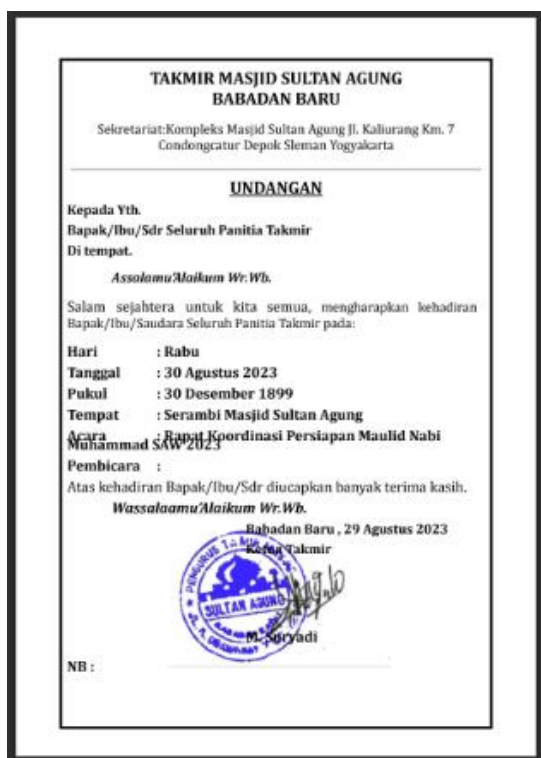 TAKMIR MASJID SULTAN AGUNG
BABADAN BARU
Sekretariat:Kompleks Masjid Sultan Agung Jl. Kaliurang Km. 7
Condongcatur Depok Sleman Yogyakarta
UNDANGAN
Kepada Yth.
Bapak/Ibu/Sdr Seluruh Panitia Takmir
Di tempat.
Assalamu'Alaikum Wr.Wb.
Salam sejahtera untuk kita semua, mengharapkan kehadiran
Bapak/Ibu/Saudara Seluruh Panitia Takmir pada:
Hari : Rabu
Tanggal : 30 Agustus 2023
Pukul : 30 Desember 1899
Tempat : Serambi Masjid Sultan Agung
Acara : Rapat Koordinasi Persiapan Maulid Nabi
Muhammad SAW 2023
Pembicara :
Atas kehadiran Bapak/Ibu/Sdr diucapkan banyak terima kasih.
Wassalaamu'Alaikum Wr.Wb.
Babadan Baru , 29 Agustus 2023
Ketua Takmir
PENGURUS
SULTAN AGUNG
M. Suryadi
NB :